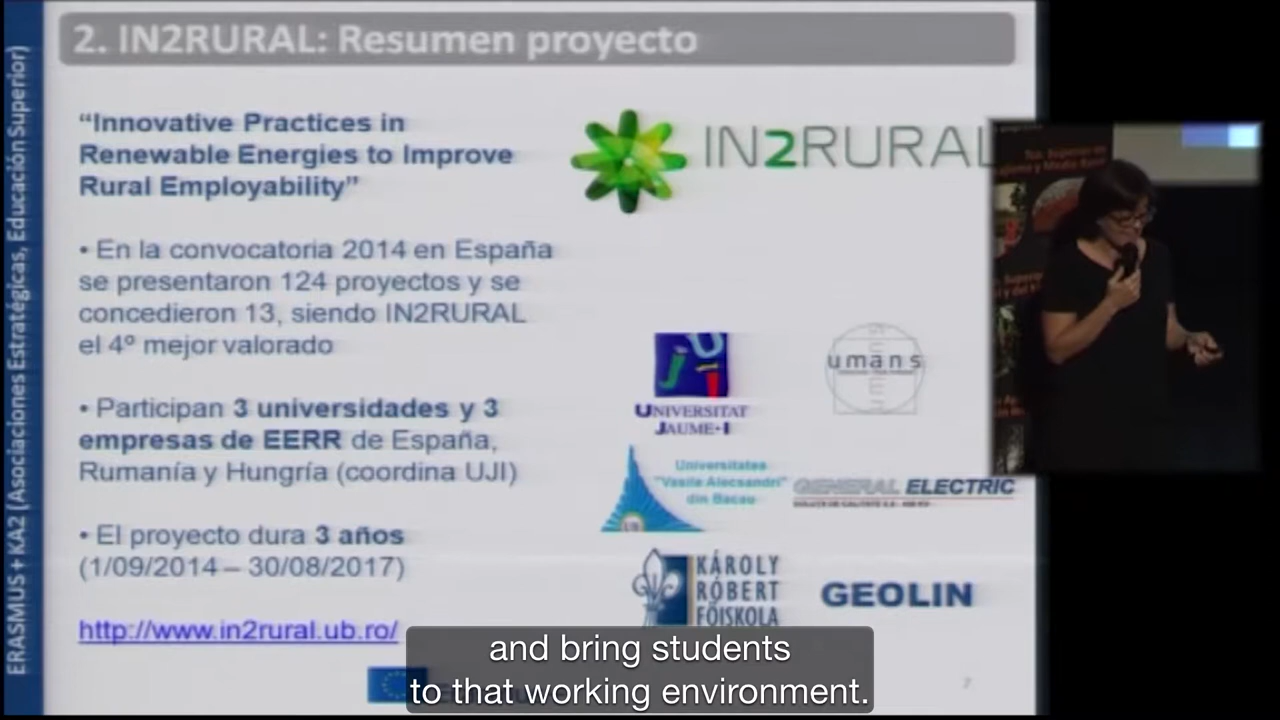 2. IN2RURAL: Resumen proyecto
ERASMUS + KA2 (Asociaciones Estratégicas, Educación Superior)
“Innovative Practices in
Renewable Energies to Improve
Rural Employability”
IN2RURAL
• En la convocatoria 2014 en España
se presentaron 124 proyectos y se
concedieron 13, siendo IN2RURAL
el 4º mejor valorado
• Participan 3 universidades y 3
empresas de EERR de España,
Rumanía y Hungría (coordina UJI)
• El proyecto dura 3 años
(1/09/2014 – 30/08/2017)
http://www.in2rural.ub.ro/
UJI
UNIVERSITAT
JAUME•I
umans
Universitatea
"Vasile Alecsandri"
din Bacau
GENERAL ELECTRIC
KÁROLY
RÓBERT
FŐISKOLA
GEOLIN
7
and bring students
to that working environment.